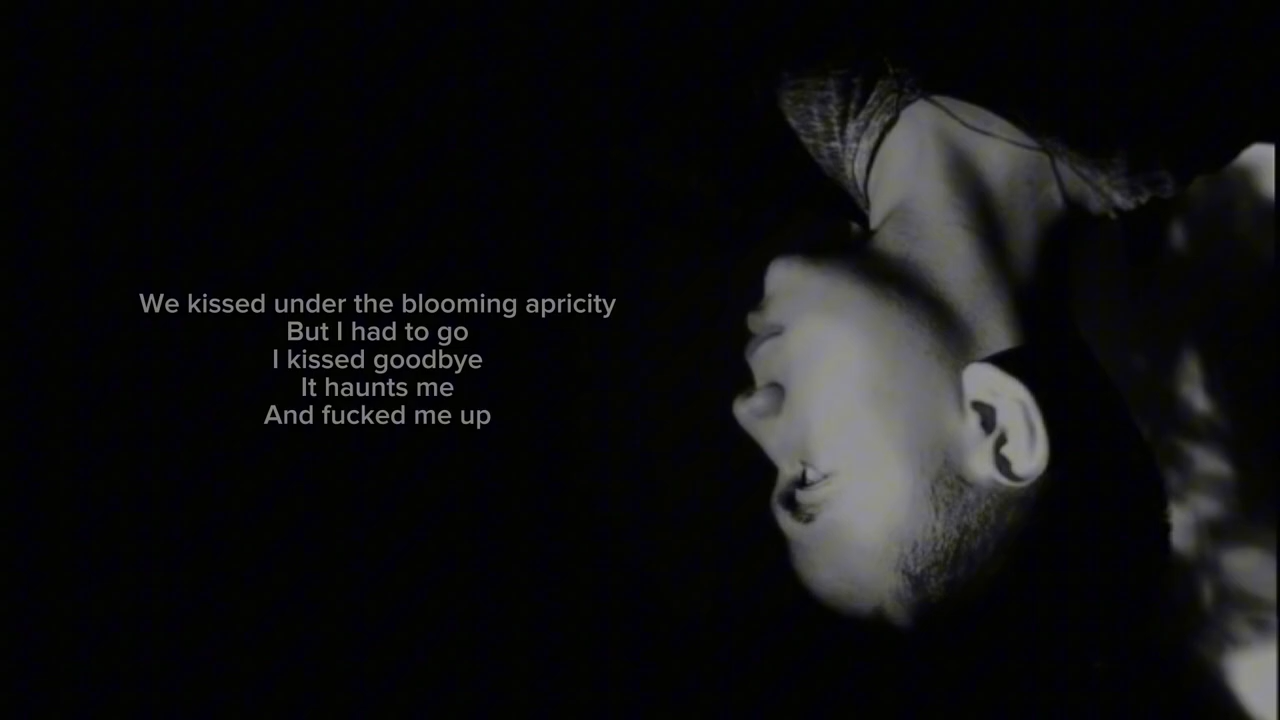 We kissed under the blooming apricity
But I had to go
I kissed goodbye
It haunts me
And fucked me up